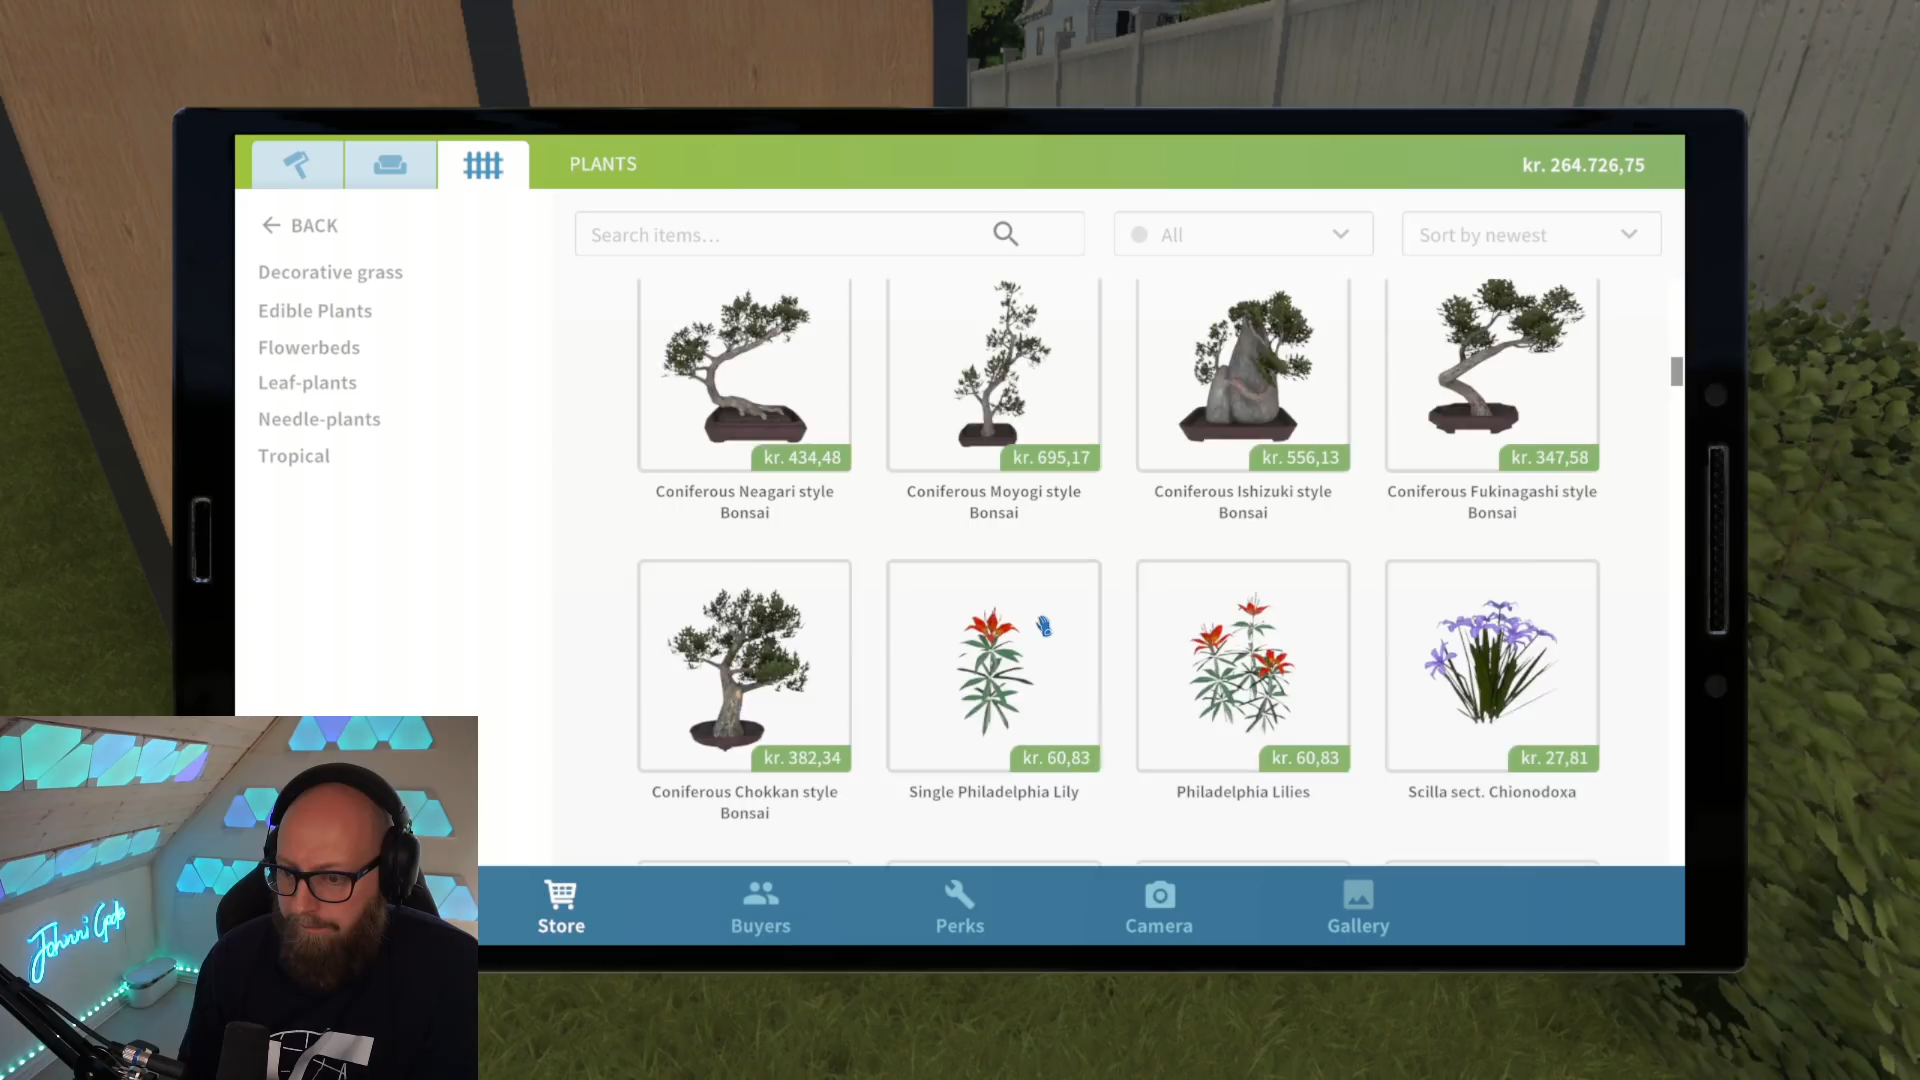 PLANTS
kr. 264.726,75
BACK
Search items...
All
Sort by newest
Decorative grass
Edible Plants
Flowerbeds
Leaf-plants
Needle-plants
Tropical
kr. 434,48
kr. 695,17
kr. 556,13
kr. 347,58
Coniferous Neagari style
Bonsai
Coniferous Moyogi style
Bonsai
Coniferous Ishizuki style
Bonsai
Coniferous Fukinagashi style
Bonsai
kr. 382,34
kr. 60,83
kr. 60,83
kr. 27,81
Coniferous Chokkan style
Bonsai
Single Philadelphia Lily
Philadelphia Lilies
Scilla sect. Chionodoxa
Store
Buyers
Perks
Camera
Gallery
Johnni Gade